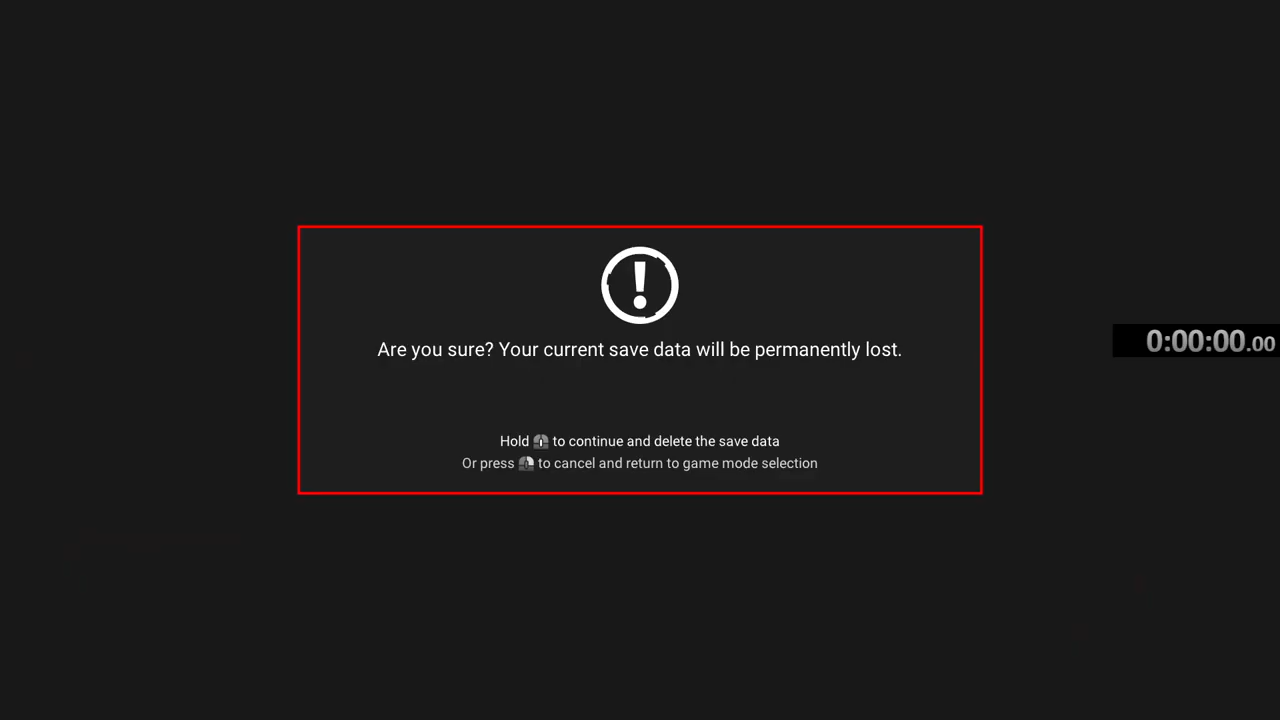 Are you sure? Your current save data will be permanently lost.
0:00:00.00
Hold to continue and delete the save data
Or press to cancel and return to game mode selection